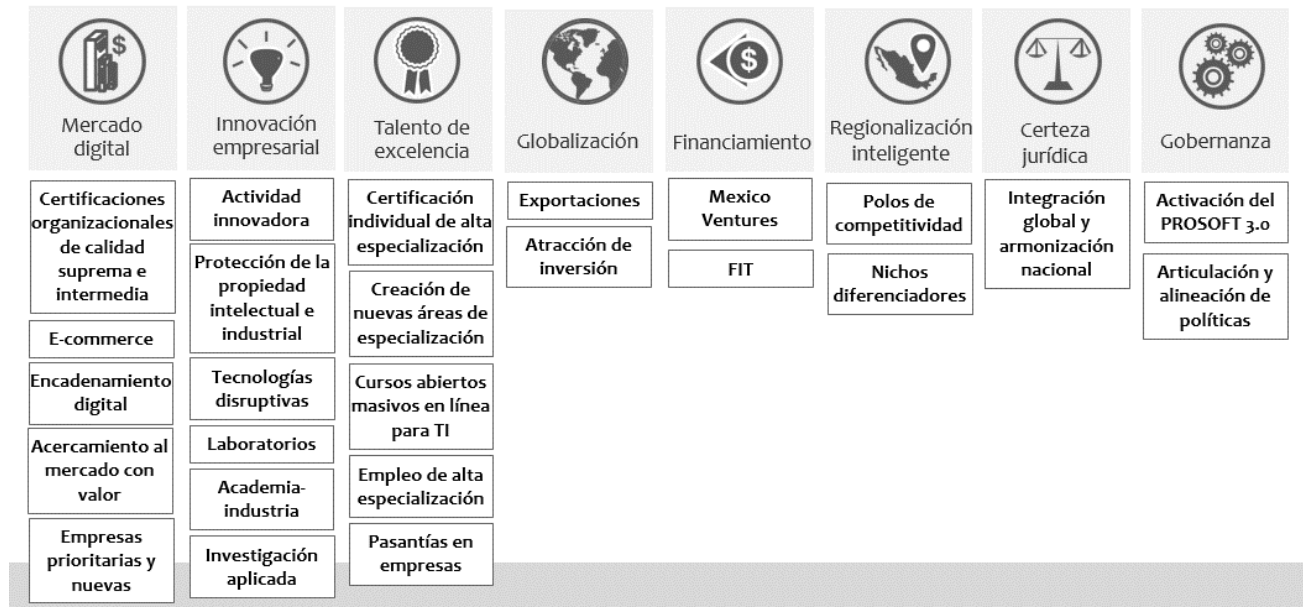 $
Mercado
digital
Innovación
empresarial
Talento de
excelencia
Globalización
$
Financiamiento
Regionalización
inteligente
Certeza
jurídica
Gobernanza
Certificaciones
organizacionales
de calidad
suprema e
intermedia
E-commerce
Encadenamiento
digital
Acercamiento al
mercado con
valor
Empresas
prioritarias y
nuevas
Actividad
innovadora
Protección de la
propiedad
intelectual e
industrial
Tecnologías
disruptivas
Laboratorios
Academia-
industria
Investigación
aplicada
Certificación
individual de alta
especialización
Creación de
nuevas áreas de
especialización
Cursos abiertos
masivos en línea
para TI
Empleo de alta
especialización
Pasantías en
empresas
Exportaciones
Atracción de
inversión
Mexico
Ventures
FIT
Polos de
competitividad
Nichos
diferenciadores
Integración
global y
armonización
nacional
Activación del
PROSOFT 3.0
Articulación y
alineación de
políticas